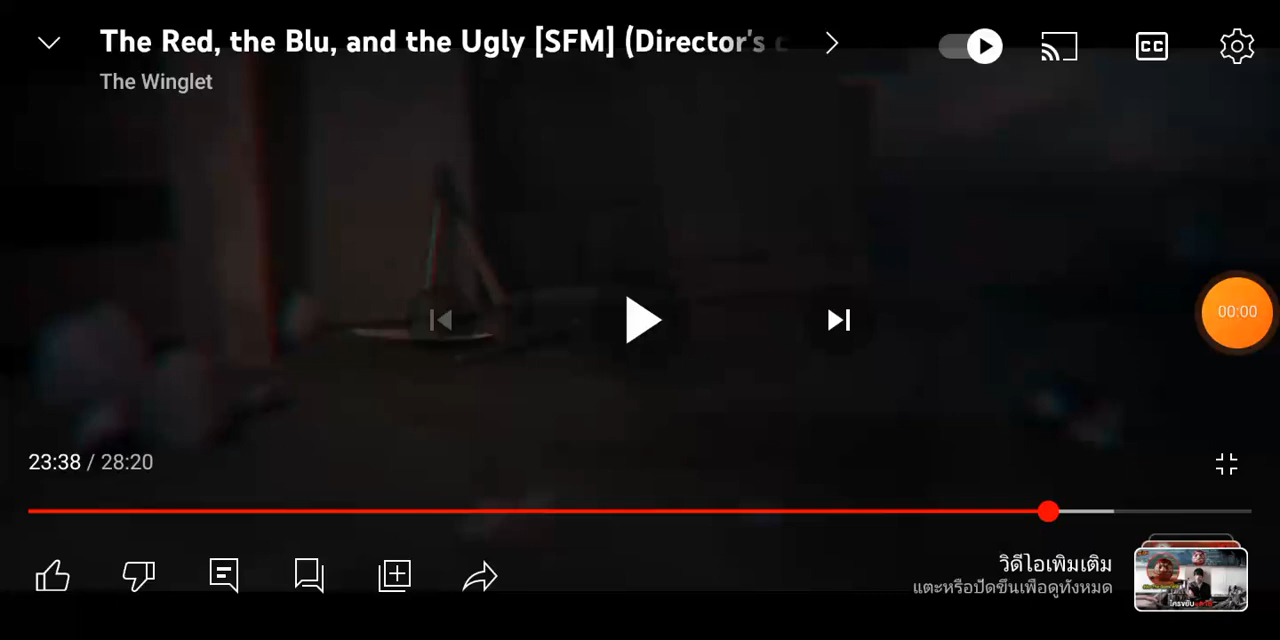 The Red, the Blu, and the Ugly [SFM] (Director's c
The Winglet
CC
00:00
23:38 / 28:20
วิดีโอเพิ่มเติม
แตะหรือปัดขึ้นเพื่อดูทั้งหมด